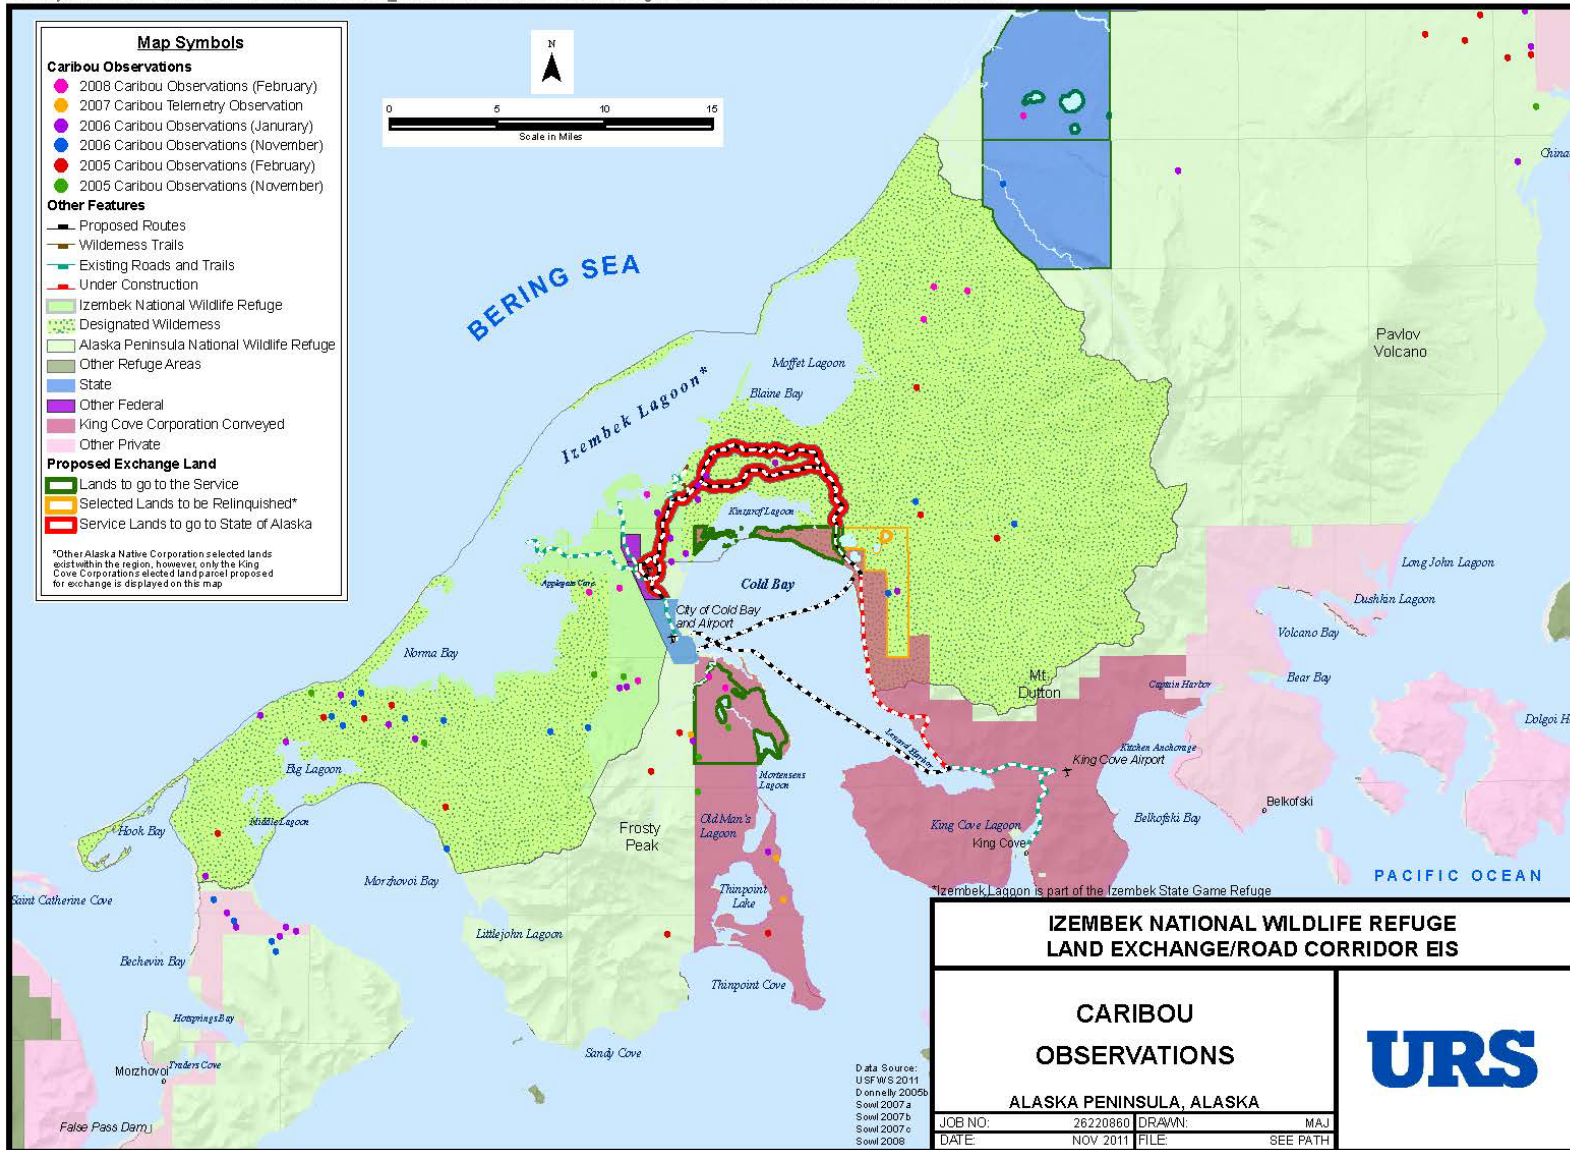 Map Symbols
Caribou Observations
2008 Caribou Observations (February)
2007 Caribou Telemetry Observation
2006 Caribou Observations (Janurary)
2006 Caribou Observations (November)
2005 Caribou Observations (February)
2005 Caribou Observations (November)
Other Features
Proposed Routes
Wilderness Trails
Existing Roads and Trails
Under Construction
Izembek National Wildlife Refuge
Designated Wilderness
Alaska Peninsula National Wildlife Refuge
Other Refuge Areas
State
Other Federal
King Cove Corporation Conveyed
Other Private
Proposed Exchange Land
Lands to go to the Service
Selected Lands to be Relinquished*
Service Lands to go to State of Alaska
*Other Alaska Native Corporation selected lands
exist within the region, however, only the King
Cove Corporations selected land parcel proposed
for exchange is displayed on this map
N
0 5 10 15
Scale in Miles
BERING SEA
China
Pavlov
Volcano
Moffet Lagoon
Blaine Bay
Izembek Lagoon*
Kinzarof Lagoon
Applegate Cove
Cold Bay
City of Cold Bay
and Airport
Long John Lagoon
Dushkin Lagoon
Volcano Bay
Bear Bay
Captain Harbor
Mt.
Dutton
Dolgoi H
Norma Bay
Lenard Harbor
Kitchen Anchorage
King Cove Airport
Big Lagoon
Mortensens
Lagoon
Belkofski
Belkofski Bay
Hook Bay
Middle Lagoon
Frosty
Peak
Old Man's
Lagoon
King Cove Lagoon
King Cove
Morzhovoi Bay
Thinpoint
Lake
PACIFIC OCEAN
*Izembek Lagoon is part of the Izembek State Game Refuge
Saint Catherine Cove
Littlejohn Lagoon
Bechevin Bay
Thinpoint Cove
Hotsprings Bay
Sandy Cove
Traders Cove
Morzhovoi
False Pass Dam
Data Source:
USFWS 2011
Donnelly 2005b
Sowl 2007a
Sowl 2007b
Sowl 2007c
Sowl 2008
IZEMBEK NATIONAL WILDLIFE REFUGE
LAND EXCHANGE/ROAD CORRIDOR EIS
CARIBOU
OBSERVATIONS
ALASKA PENINSULA, ALASKA
JOB NO: 26220860 DRAWN: MAJ
DATE: NOV 2011 FILE: SEE PATH
URS